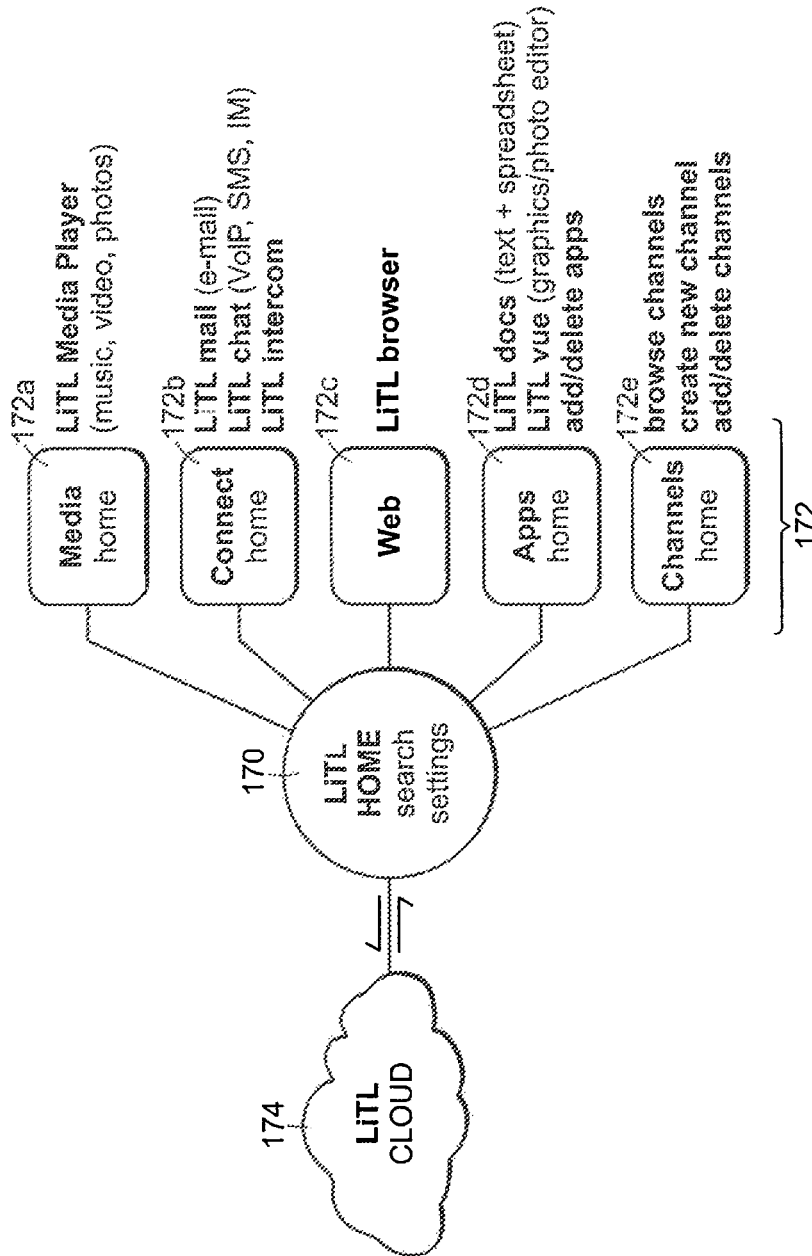 174
LiTL
CLOUD
170
LiTL
HOME
search
settings
172a
Media
home
LiTL Media Player
(music, video, photos)
172b
Connect
home
LiTL mail (e-mail)
LiTL chat (VoIP, SMS, IM)
LiTL intercom
172c
Web
LiTL browser
172d
Apps
home
LiTL docs (text + spreadsheet)
LiTL vue (graphics/photo editor)
add/delete apps
172e
Channels
home
browse channels
create new channel
add/delete channels
172